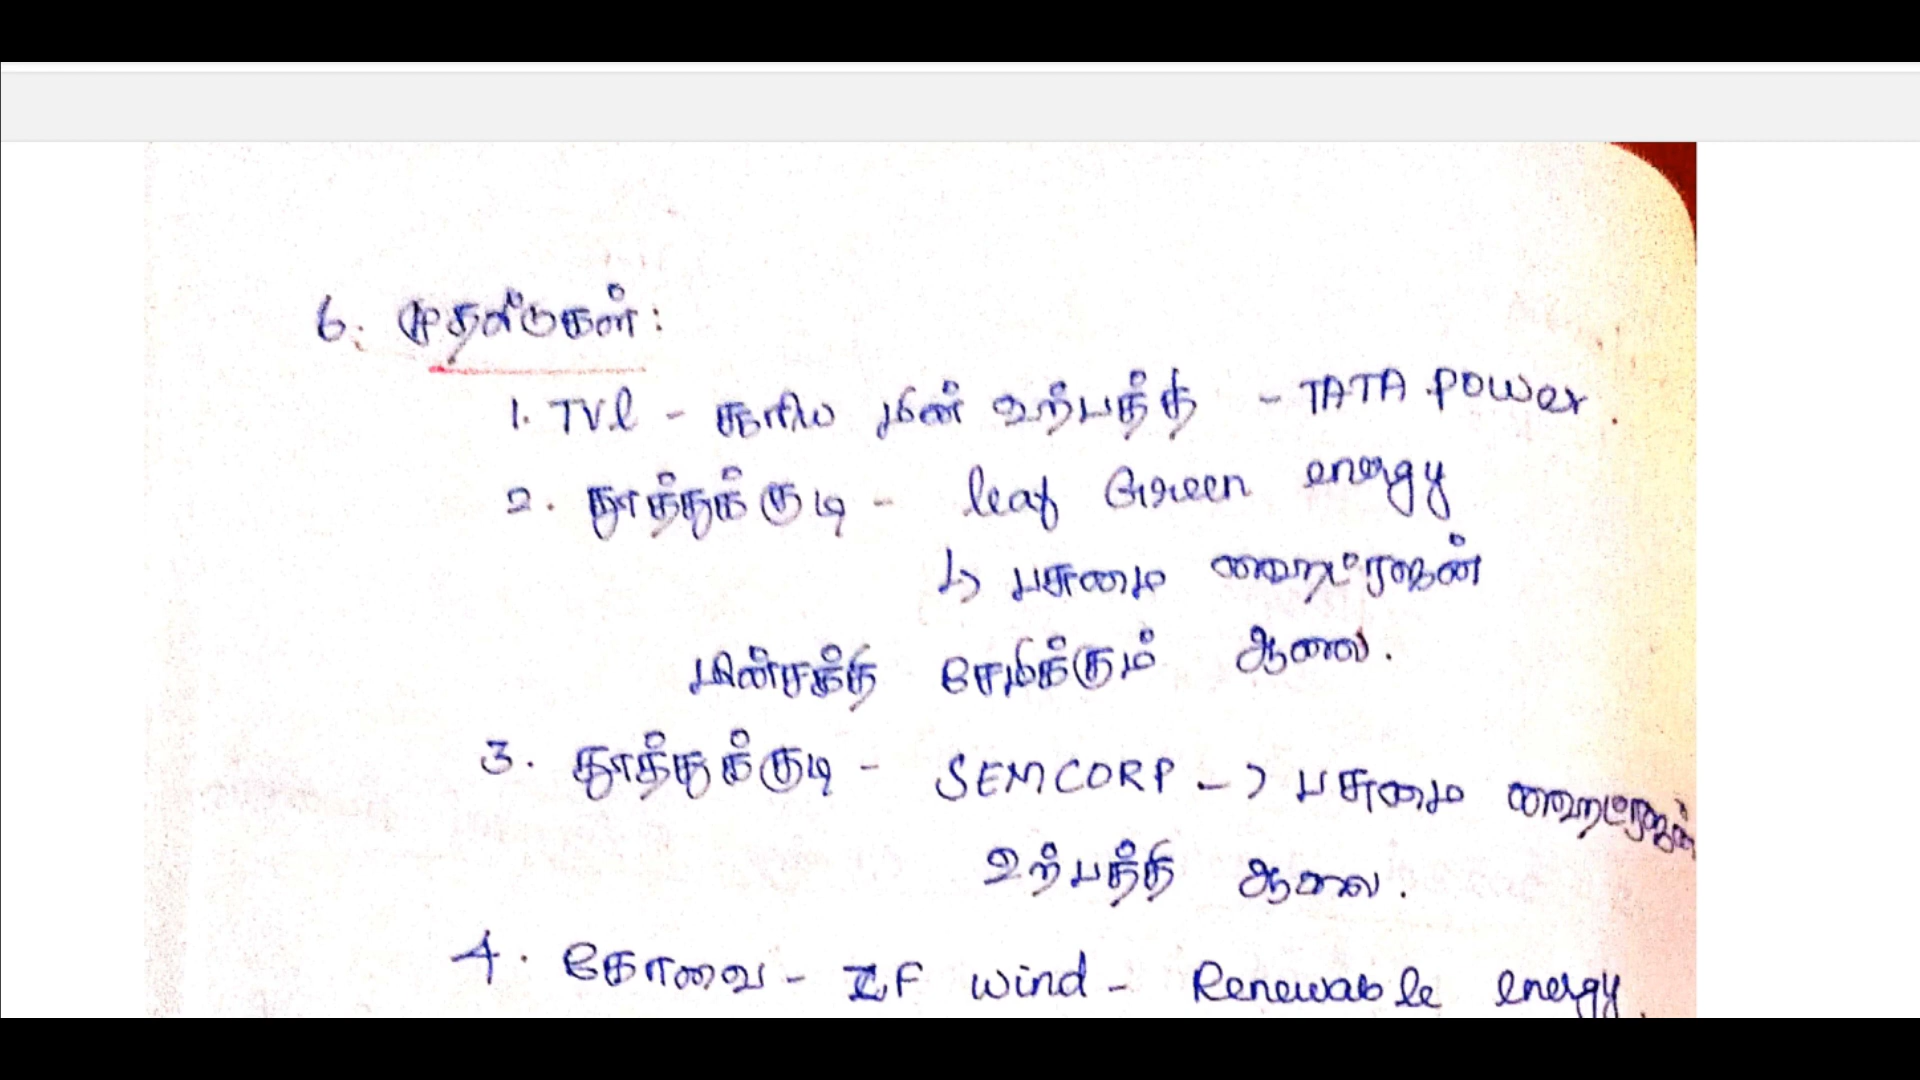 6. முதலீடுகள்:
1. TVl - சூரிய மின் உற்பத்தி - TATA Power.
2. தூத்துக்குடி - leaf Green energy
↳ பசுமை ஹைட்ரஜன்
மின்சக்தி சேமிக்கும் ஆலை.
3. தூத்துக்குடி - SEMCORP -> பசுமை ஹைட்ரஜன்
உற்பத்தி ஆலை.
4. கோவை - ZF wind - Renewable energy.